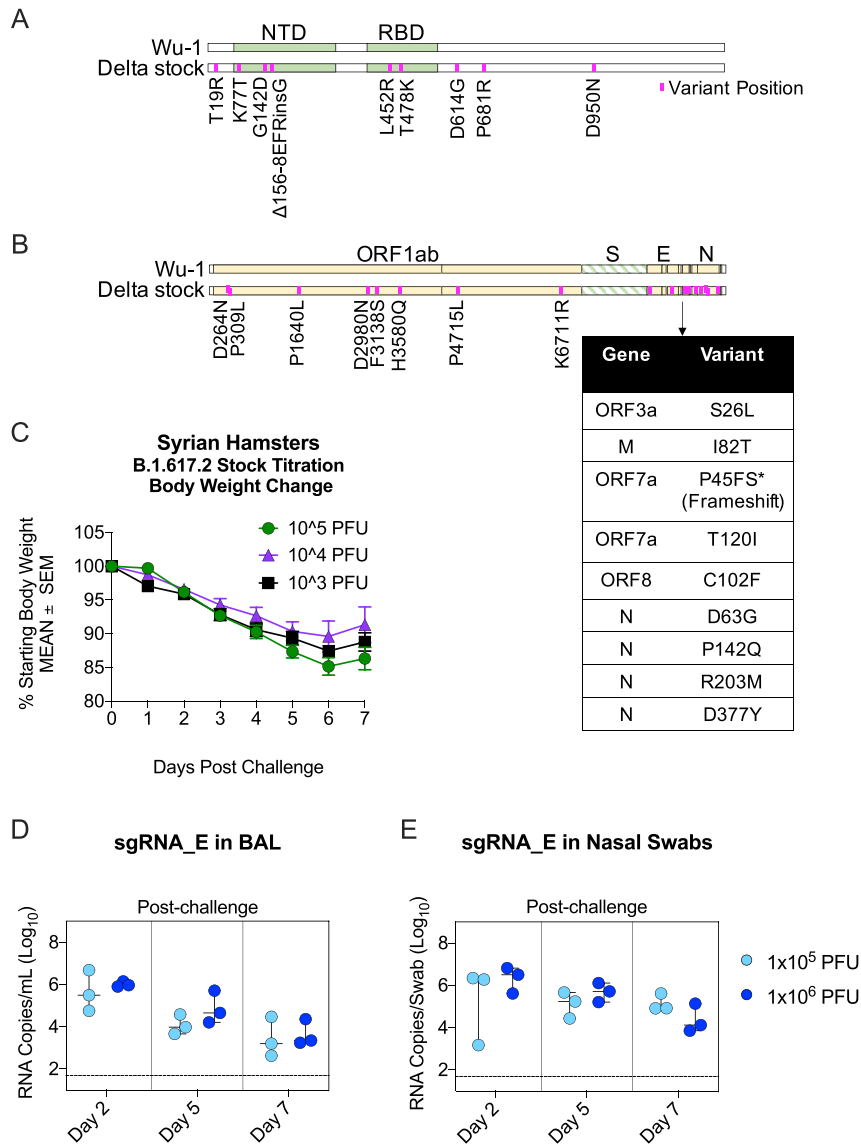 A
NTD RBD
Wu-1
Delta stock
Variant Position
T19R
K77T
G142D
Δ156-8EFRinsG
L452R
T478K
D614G
P681R
D950N
B
ORF1ab S E N
Wu-1
Delta stock
D264N
P309L
P1640L
D2980N
F3138S
H3580Q
P4715L
K6711R
Gene Variant
ORF3a S26L
M I82T
ORF7a P45FS*
(Frameshift)
ORF7a T120I
ORF8 C102F
N D63G
N P142Q
N R203M
N D377Y
C
Syrian Hamsters
B.1.617.2 Stock Titration
Body Weight Change
10^5 PFU
10^4 PFU
10^3 PFU
% Starting Body Weight
MEAN ± SEM
105
100
95
90
85
80
0 1 2 3 4 5 6 7
Days Post Challenge
D
sgRNA_E in BAL
Post-challenge
RNA Copies/mL (Log10)
8
6
4
2
Day 2 Day 5 Day 7
E
sgRNA_E in Nasal Swabs
Post-challenge
RNA Copies/Swab (Log10)
8
6
4
2
Day 2 Day 5 Day 7
1x10⁵ PFU
1x10⁶ PFU